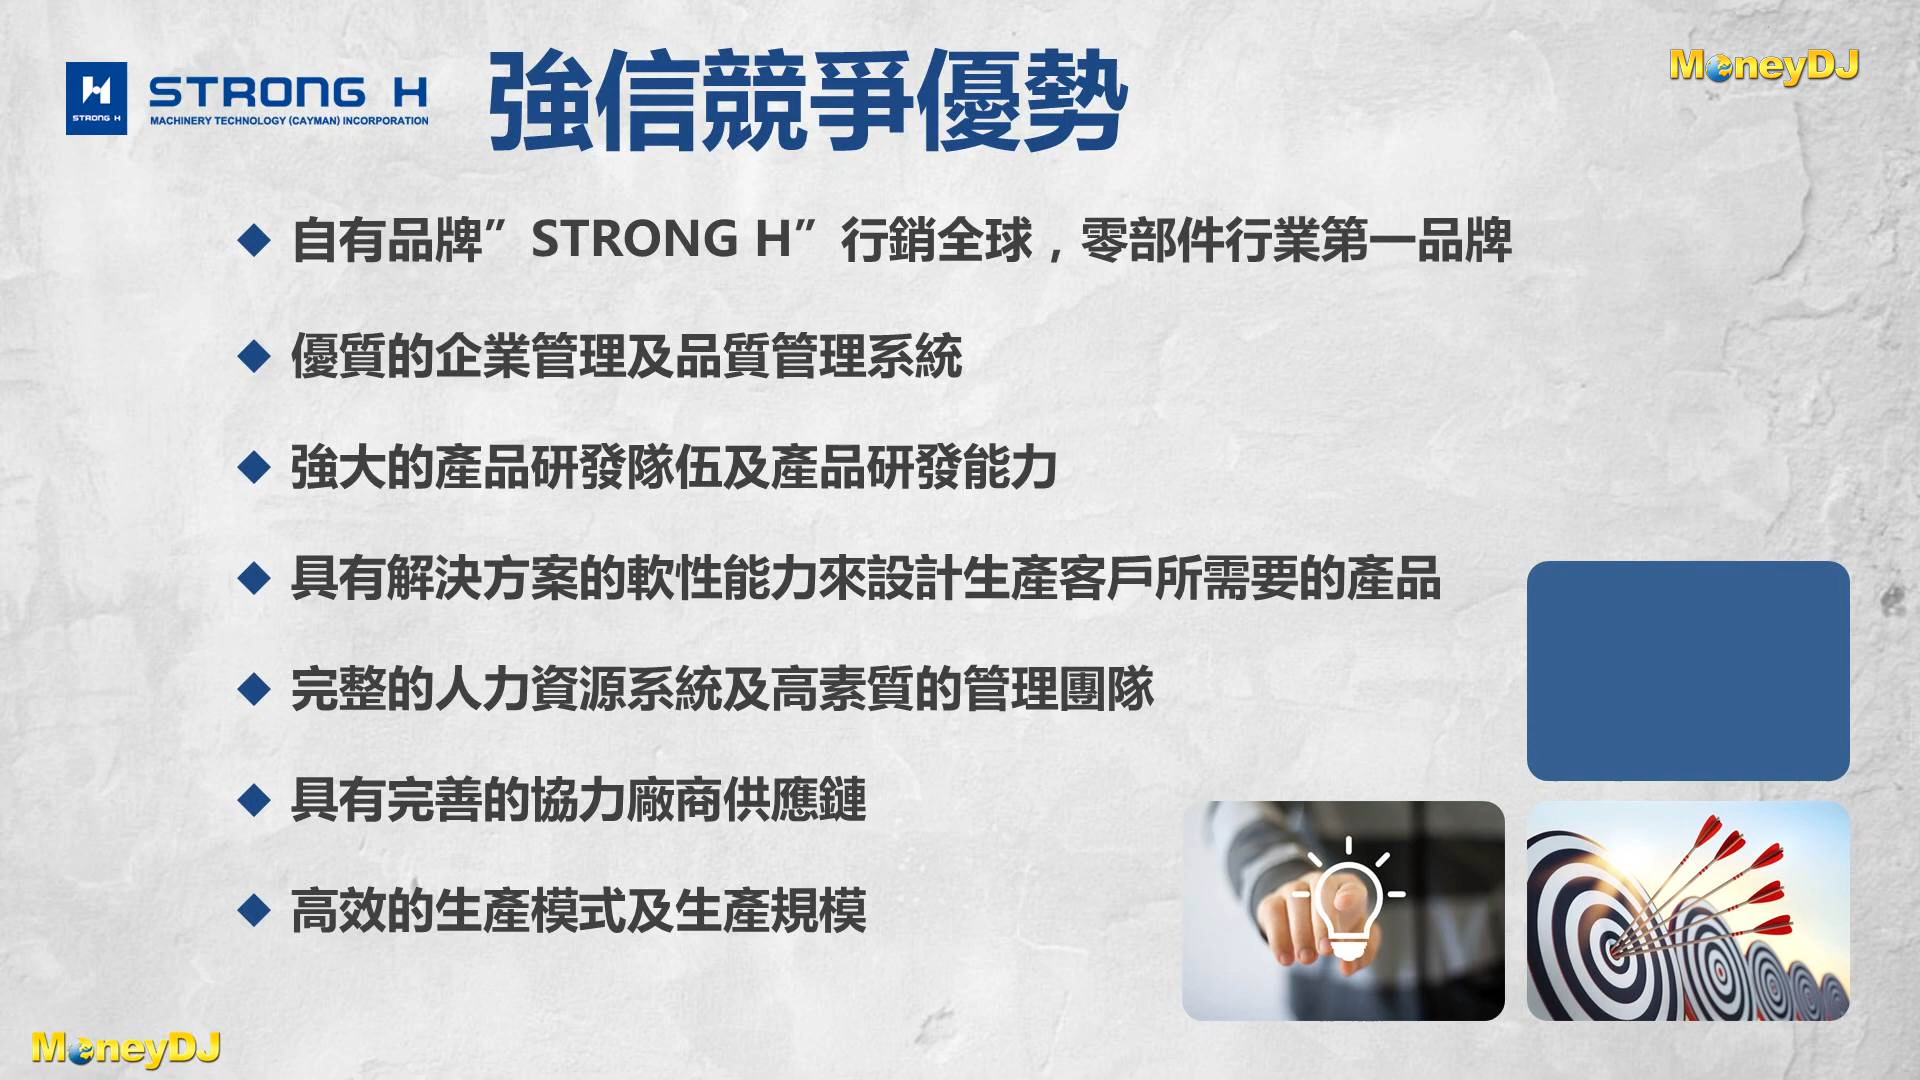 STRONG H
STRONG H
MACHINERY TECHNOLOGY (CAYMAN) INCORPORATION
強信競爭優勢
MoneyDJ
自有品牌”STRONG H”行銷全球，零部件行業第一品牌
優質的企業管理及品質管理系統
強大的產品研發隊伍及產品研發能力
具有解決方案的軟性能力來設計生產客戶所需要的產品
完整的人力資源系統及高素質的管理團隊
具有完善的協力廠商供應鏈
高效的生產模式及生產規模
MoneyDJ